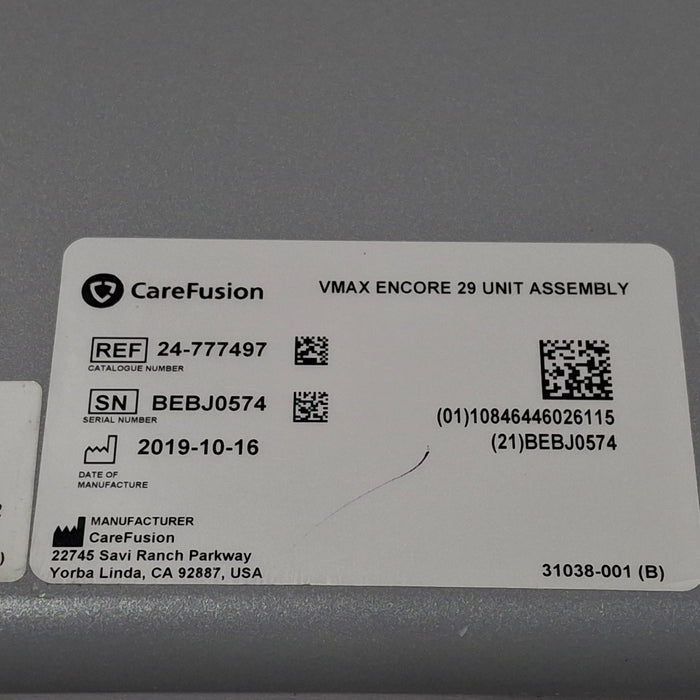 CareFusion
VMAX ENCORE 29 UNIT ASSEMBLY
REF 24-777497
CATALOGUE NUMBER
SN BEBJ0574
SERIAL NUMBER
2019-10-16
DATE OF
MANUFACTURE
(01)10846446026115
(21)BEBJ0574
MANUFACTURER
CareFusion
22745 Savi Ranch Parkway
Yorba Linda, CA 92887, USA
31038-001 (B)
)